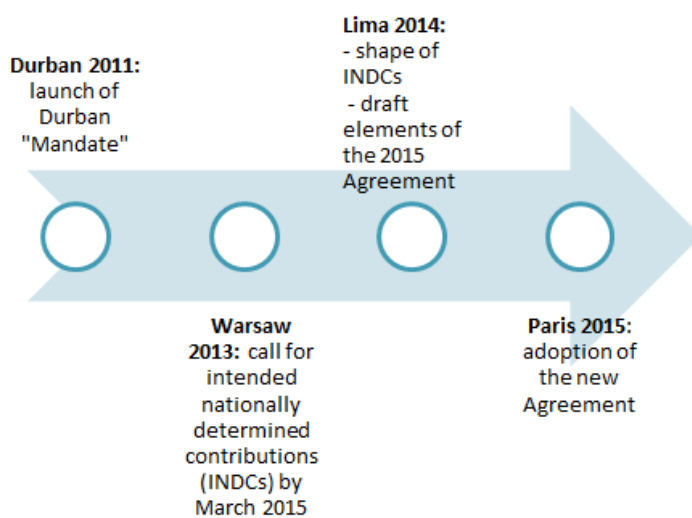 Durban 2011:
launch of
Durban
"Mandate"
Warsaw
2013: call for
intended
nationally
determined
contributions
(INDCs) by
March 2015
Lima 2014:
- shape of
INDCs
- draft
elements of
the 2015
Agreement
Paris 2015:
adoption of
the new
Agreement